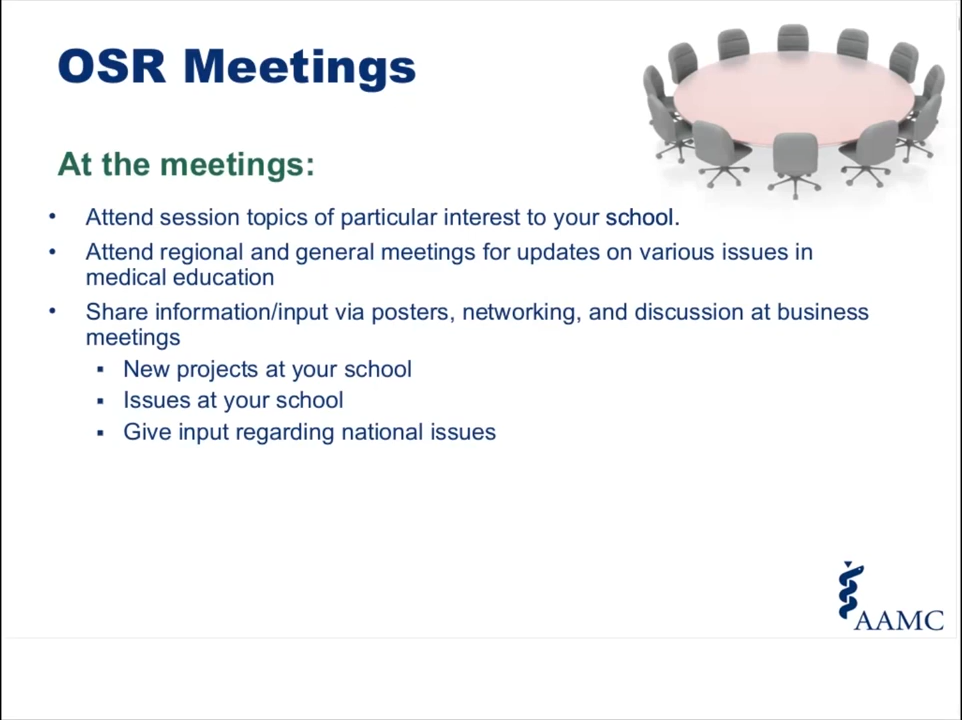 OSR Meetings
At the meetings:
• Attend session topics of particular interest to your school.
• Attend regional and general meetings for updates on various issues in
medical education
• Share information/input via posters, networking, and discussion at business
meetings
▪ New projects at your school
▪ Issues at your school
▪ Give input regarding national issues
AAMC